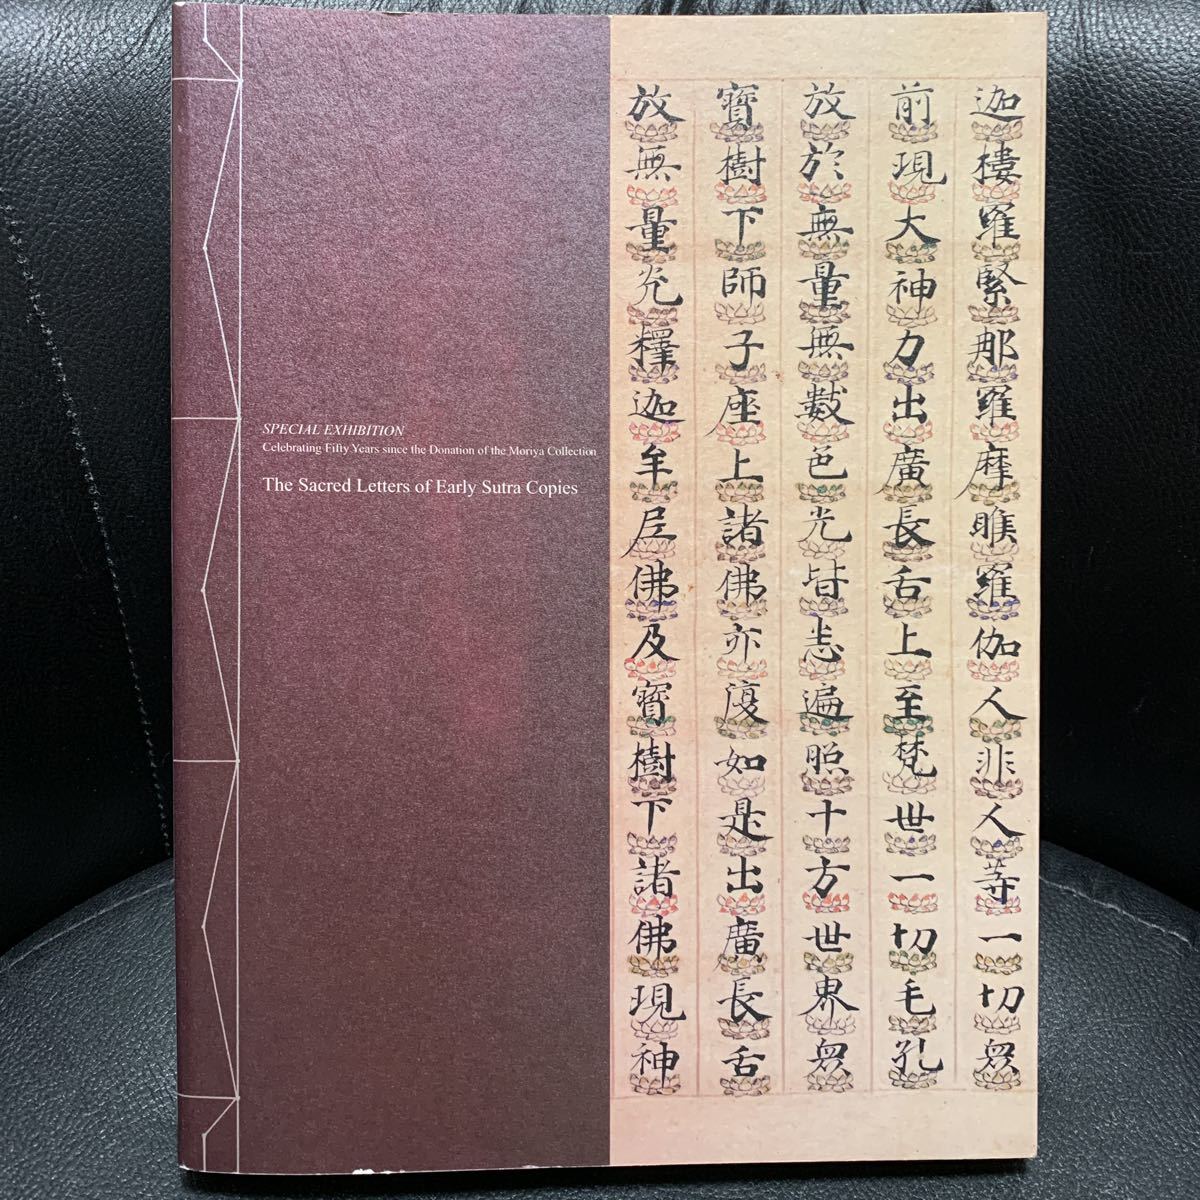 SPECIAL EXHIBITION
Celebrating Fifty Years since the Donation of the Moriya Collection
The Sacred Letters of Early Sutra Copies
迦樓羅緊那羅摩睺羅伽人非人等一切眾
前現大神力出廣長舌上至梵世一切毛孔
放於無量無數色光皆悉遍照十方世界眾
寶樹下師子座上諸佛亦復如是出廣長舌
放無量光釋迦牟尼佛及寶樹下諸佛現神